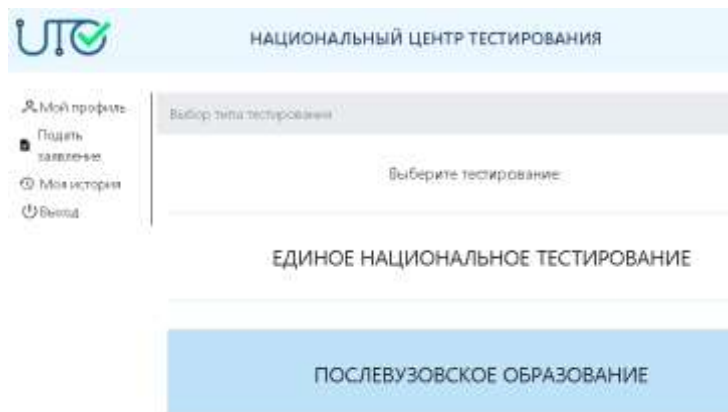 UTO
НАЦИОНАЛЬНЫЙ ЦЕНТР ТЕСТИРОВАНИЯ
Мой профиль
Подать
заявление
Моя история
Выход
Выбор типа тестирования
Выберите тестирование:
ЕДИНОЕ НАЦИОНАЛЬНОЕ ТЕСТИРОВАНИЕ
ПОСЛЕВУЗОВСКОЕ ОБРАЗОВАНИЕ